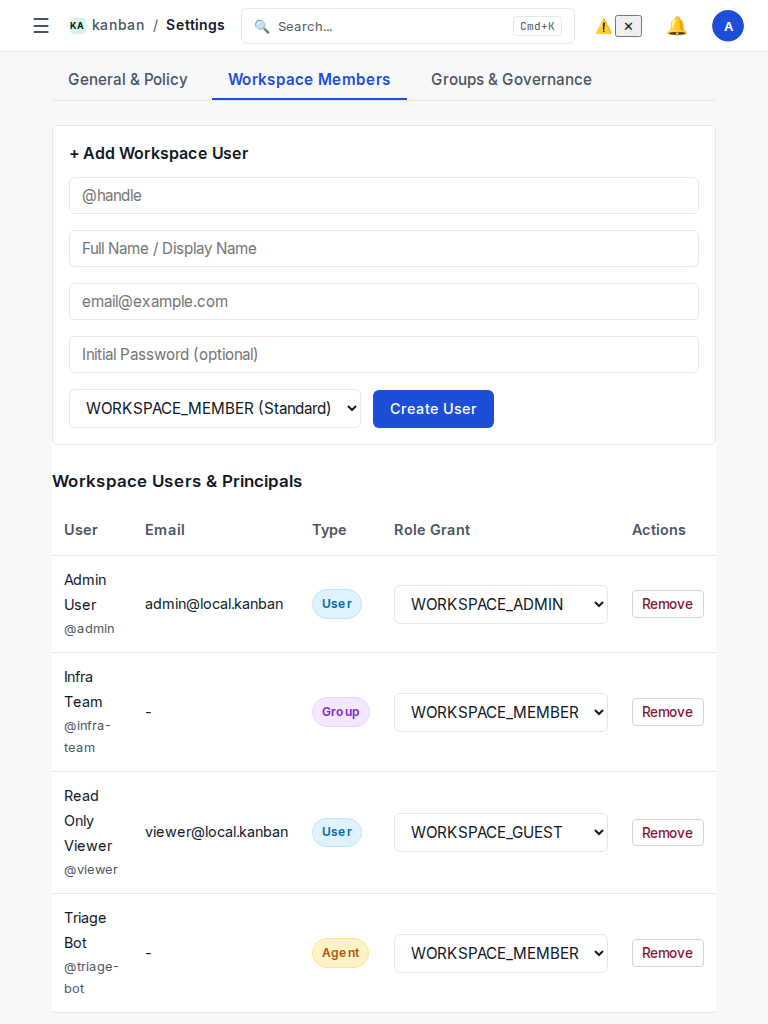 ☰ KA kanban / Settings 🔍 Search... Cmd+K ⚠️ ✕ 🔔 A
General & Policy Workspace Members Groups & Governance
+ Add Workspace User
@handle
Full Name / Display Name
email@example.com
Initial Password (optional)
WORKSPACE_MEMBER (Standard) Create User
Workspace Users & Principals
User Email Type Role Grant Actions
Admin
User
@admin
admin@local.kanban User WORKSPACE_ADMIN Remove
Infra
Team
@infra-
team
- Group WORKSPACE_MEMBER Remove
Read
Only
Viewer
@viewer
viewer@local.kanban User WORKSPACE_GUEST Remove
Triage
Bot
@triage-
bot
- Agent WORKSPACE_MEMBER Remove